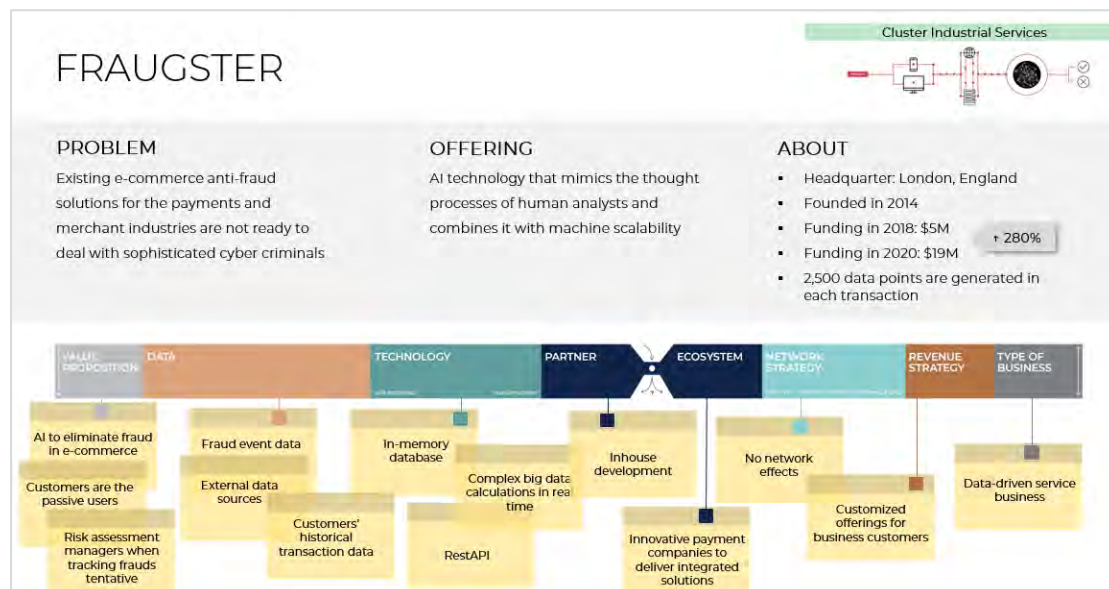 Cluster Industrial Services
FRAUGSTER
PROBLEM
Existing e-commerce anti-fraud
solutions for the payments and
merchant industries are not ready to
deal with sophisticated cyber criminals
OFFERING
AI technology that mimics the thought
processes of human analysts and
combines it with machine scalability
ABOUT
▪ Headquarter: London, England
▪ Founded in 2014
▪ Funding in 2018: $5M
▪ Funding in 2020: $19M
↑ 280%
▪ 2,500 data points are generated in
each transaction
VALUE
PROPOSITION
DATA
TECHNOLOGY
PARTNER
ECOSYSTEM
NETWORK
STRATEGY
REVENUE
STRATEGY
TYPE OF
BUSINESS
AI to eliminate fraud
in e-commerce
Customers are the
passive users
Risk assessment
managers when
tracking frauds
tentative
Fraud event data
External data
sources
Customers'
historical
transaction data
In-memory
database
Complex big data
calculations in real
time
RestAPI
Inhouse
development
Innovative payment
companies to
deliver integrated
solutions
No network
effects
Customized
offerings for
business customers
Data-driven service
business